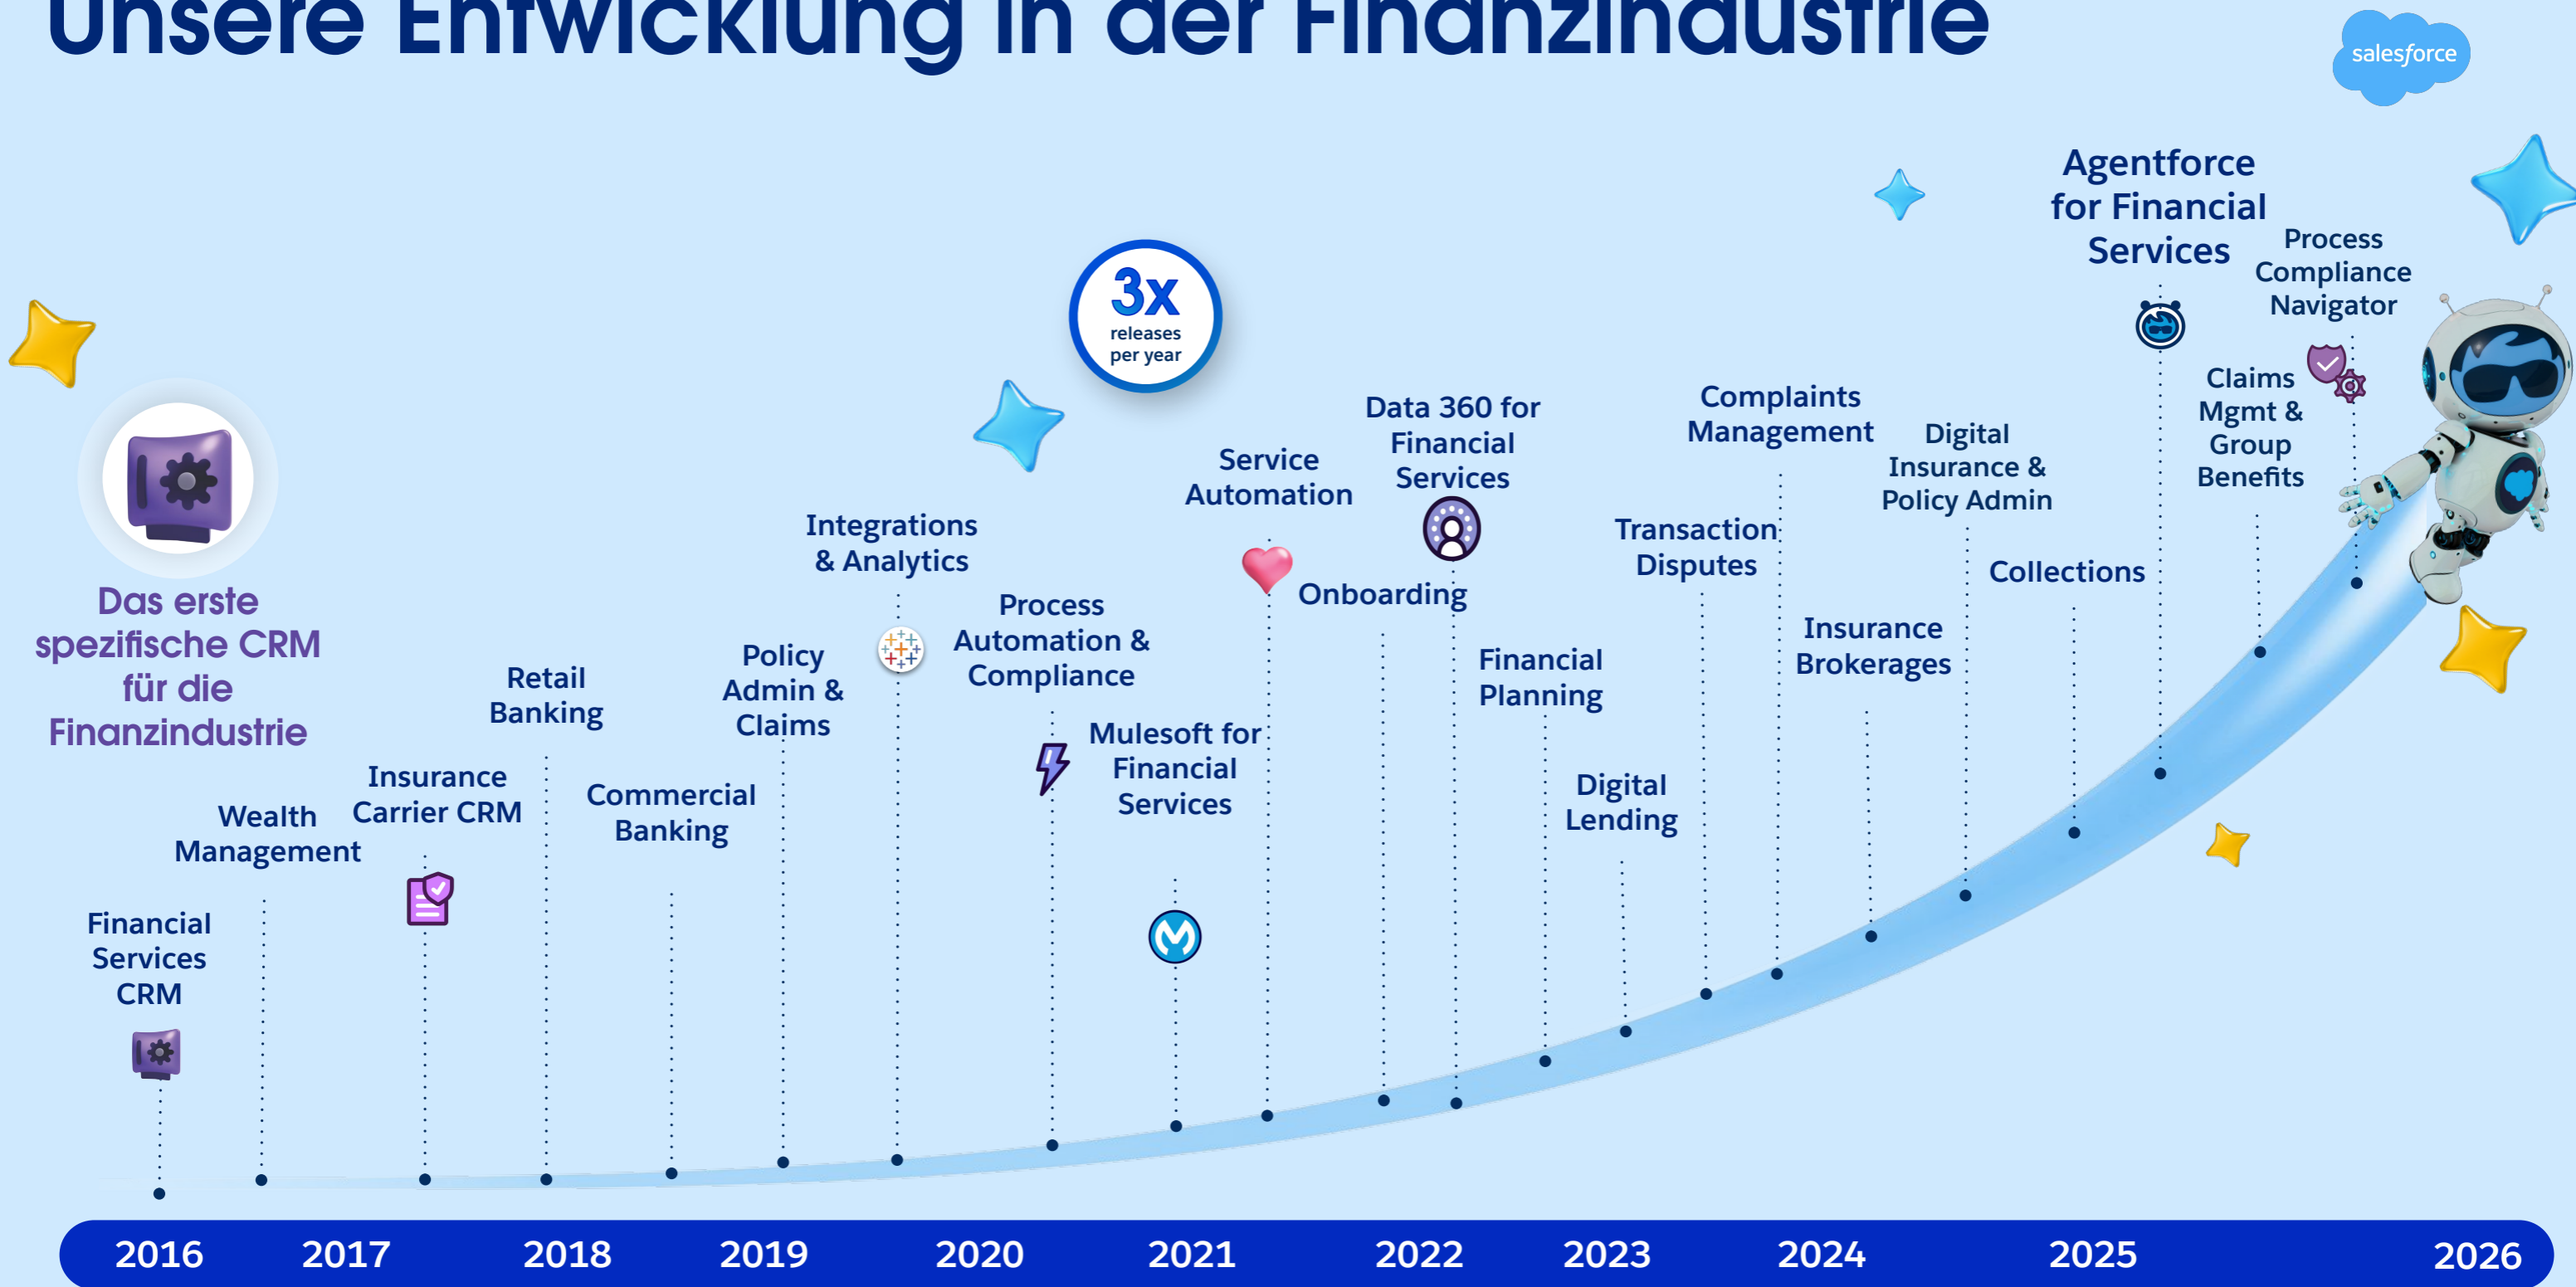 Unsere Entwicklung in der Finanzindustrie
salesforce
Das erste
spezifische CRM
für die
Finanzindustrie
3x
releases
per year
Financial
Services
CRM
Wealth
Management
Insurance
Carrier CRM
Retail
Banking
Commercial
Banking
Policy
Admin &
Claims
Integrations
& Analytics
Process
Automation &
Compliance
Mulesoft for
Financial
Services
Service
Automation
Onboarding
Data 360 for
Financial
Services
Financial
Planning
Digital
Lending
Transaction
Disputes
Complaints
Management
Insurance
Brokerages
Digital
Insurance &
Policy Admin
Collections
Agentforce
for Financial
Services
Claims
Mgmt &
Group
Benefits
Process
Compliance
Navigator
2016
2017
2018
2019
2020
2021
2022
2023
2024
2025
2026